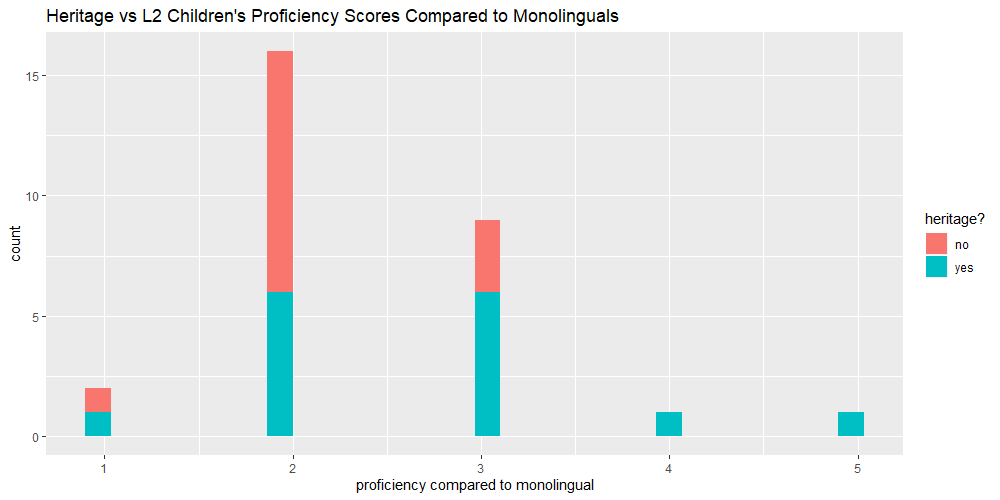 Heritage vs L2 Children's Proficiency Scores Compared to Monolinguals
count
15
10
5
0
1 2 3 4 5
proficiency compared to monolingual
heritage?
no
yes